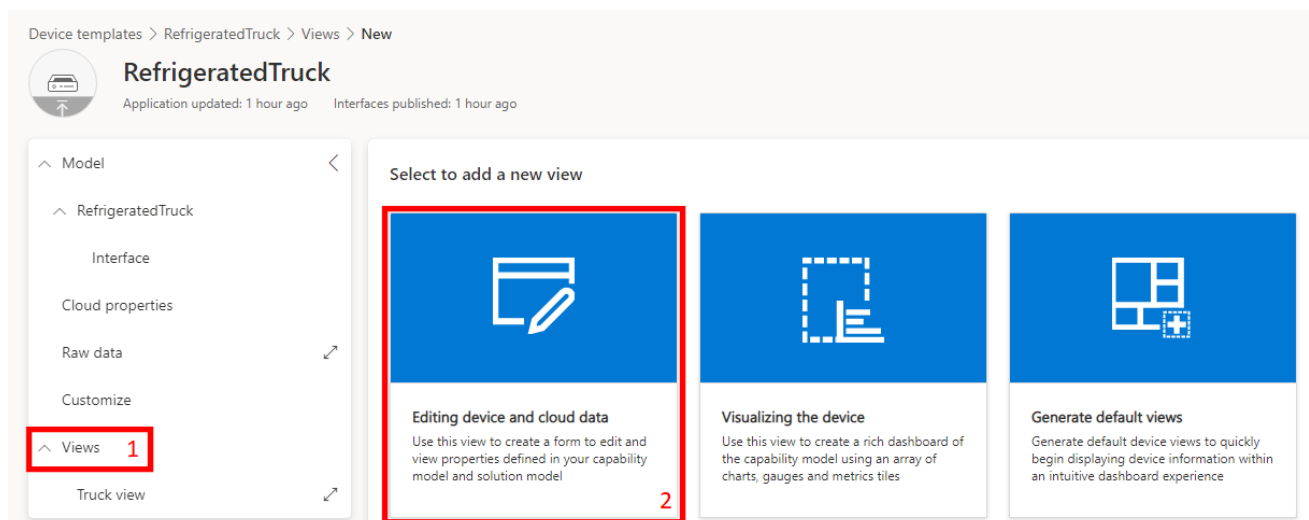 Device templates > RefrigeratedTruck > Views > New
RefrigeratedTruck
Application updated: 1 hour ago Interfaces published: 1 hour ago
Model
RefrigeratedTruck
Interface
Cloud properties
Raw data
Customize
Views 1
Truck view
Select to add a new view
Editing device and cloud data
Use this view to create a form to edit and
view properties defined in your capability
model and solution model
2
Visualizing the device
Use this view to create a rich dashboard of
the capability model using an array of
charts, gauges and metrics tiles
Generate default views
Generate default device views to quickly
begin displaying device information within
an intuitive dashboard experience